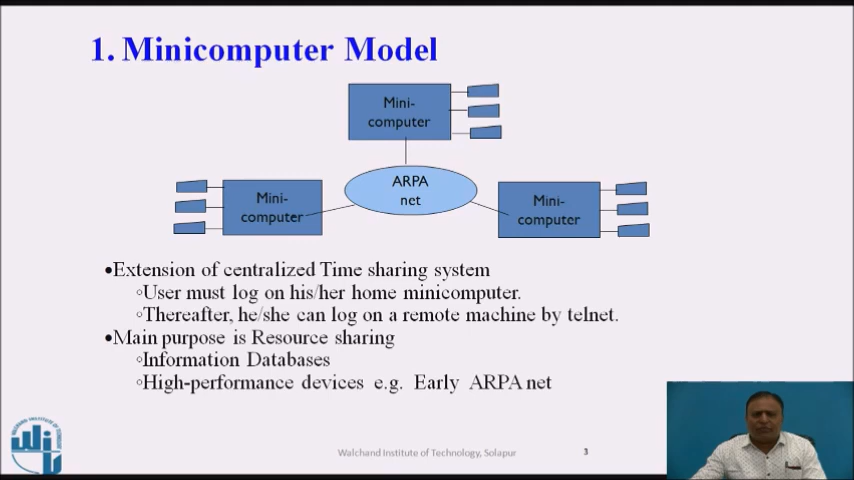 1. Minicomputer Model
Mini-
computer
ARPA
net
Mini-
computer
Mini-
computer
•Extension of centralized Time sharing system
◦User must log on his/her home minicomputer.
◦Thereafter, he/she can log on a remote machine by telnet.
•Main purpose is Resource sharing
◦Information Databases
◦High-performance devices e.g. Early ARPA net
Walchand Institute of Technology, Solapur
3